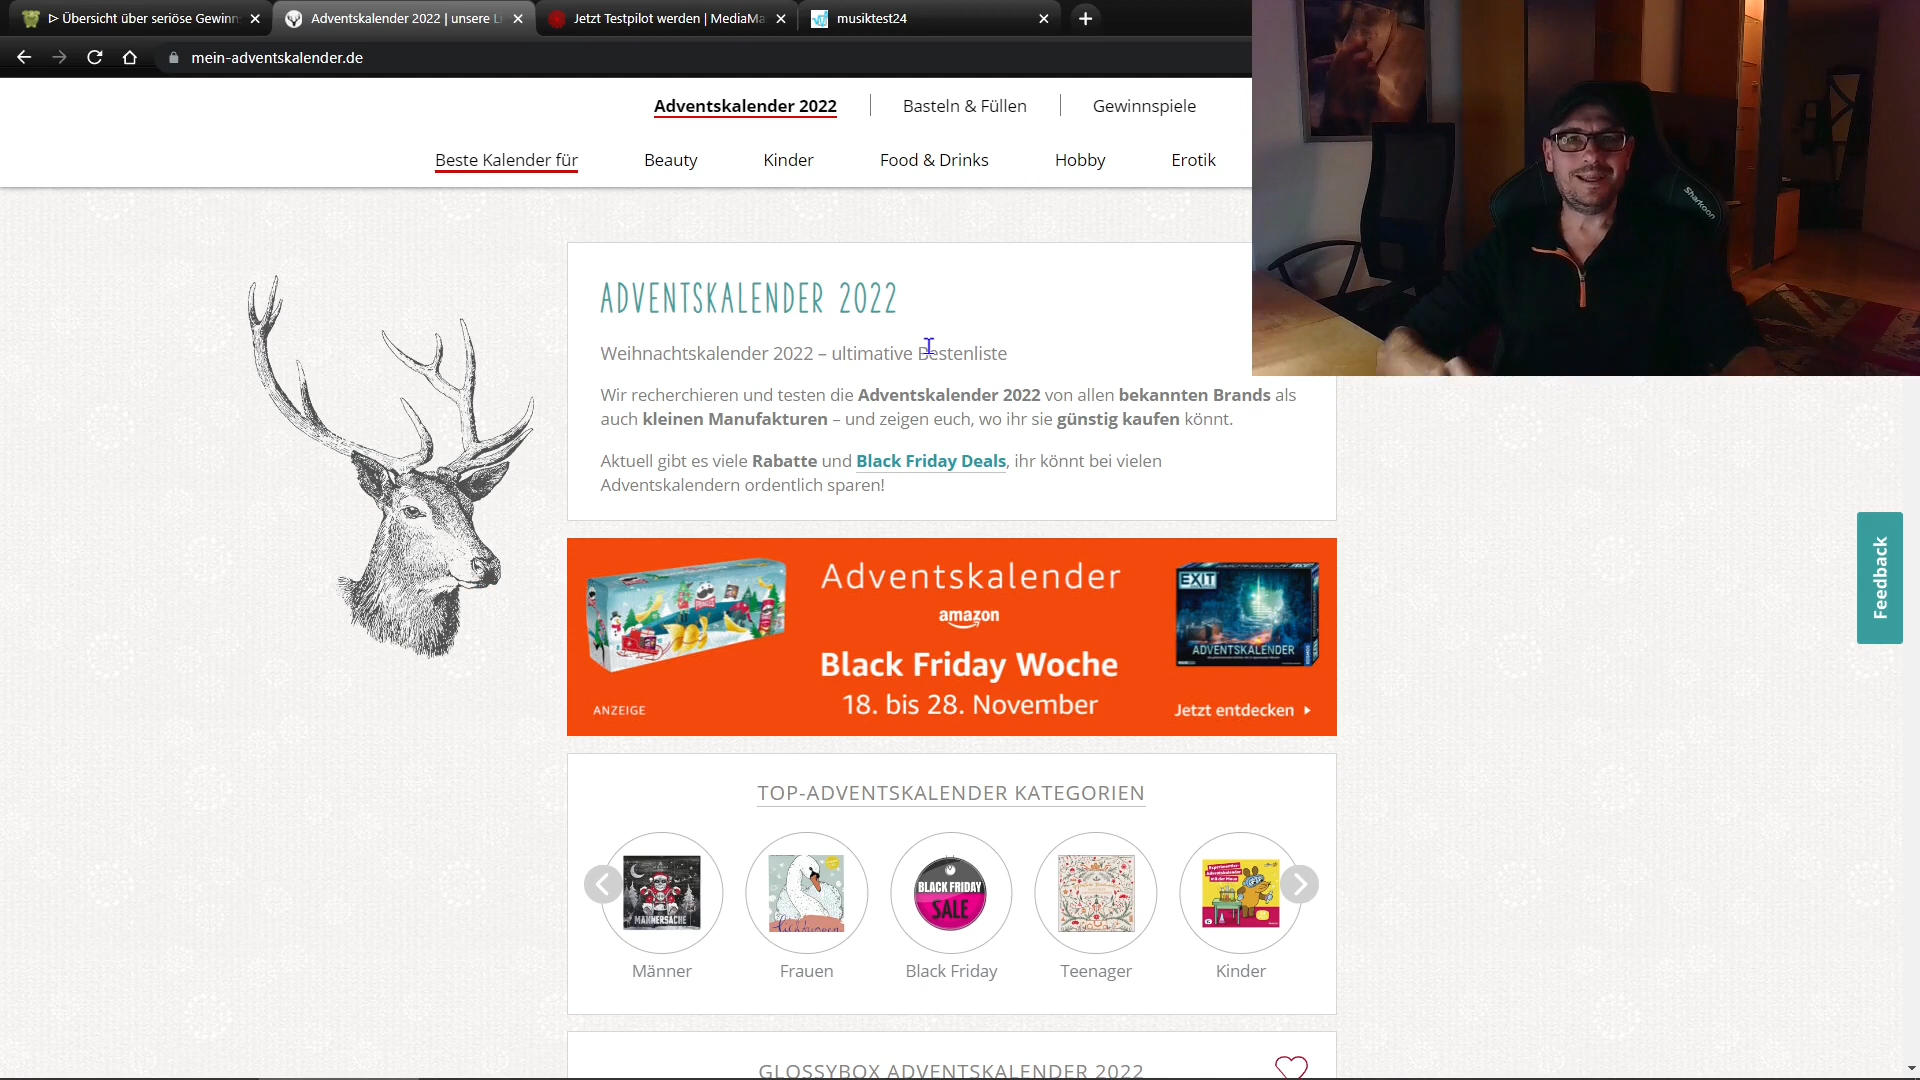 Übersicht über seriöse Gewinn
Adventskalender 2022 | unsere Li
Jetzt Testpilot werden | MediaMa
musiktest24
mein-adventskalender.de
Adventskalender 2022
Basteln & Füllen
Gewinnspiele
Beste Kalender für
Beauty
Kinder
Food & Drinks
Hobby
Erotik
Sharkoon
ADVENTSKALENDER 2022
Weihnachtskalender 2022 – ultimative Bestenliste
Wir recherchieren und testen die Adventskalender 2022 von allen bekannten Brands als
auch kleinen Manufakturen – und zeigen euch, wo ihr sie günstig kaufen könnt.
Aktuell gibt es viele Rabatte und Black Friday Deals, ihr könnt bei vielen
Adventskalendern ordentlich sparen!
Feedback
Adventskalender
amazon
Black Friday Woche
18. bis 28. November
ANZEIGE
EXIT
ADVENTSKALENDER
Jetzt entdecken
TOP-ADVENTSKALENDER KATEGORIEN
MÄNNERSACHE
BLACK FRIDAY
SALE
Männer
Frauen
Black Friday
Teenager
Kinder
GLOSSYBOX ADVENTSKALENDER 2022